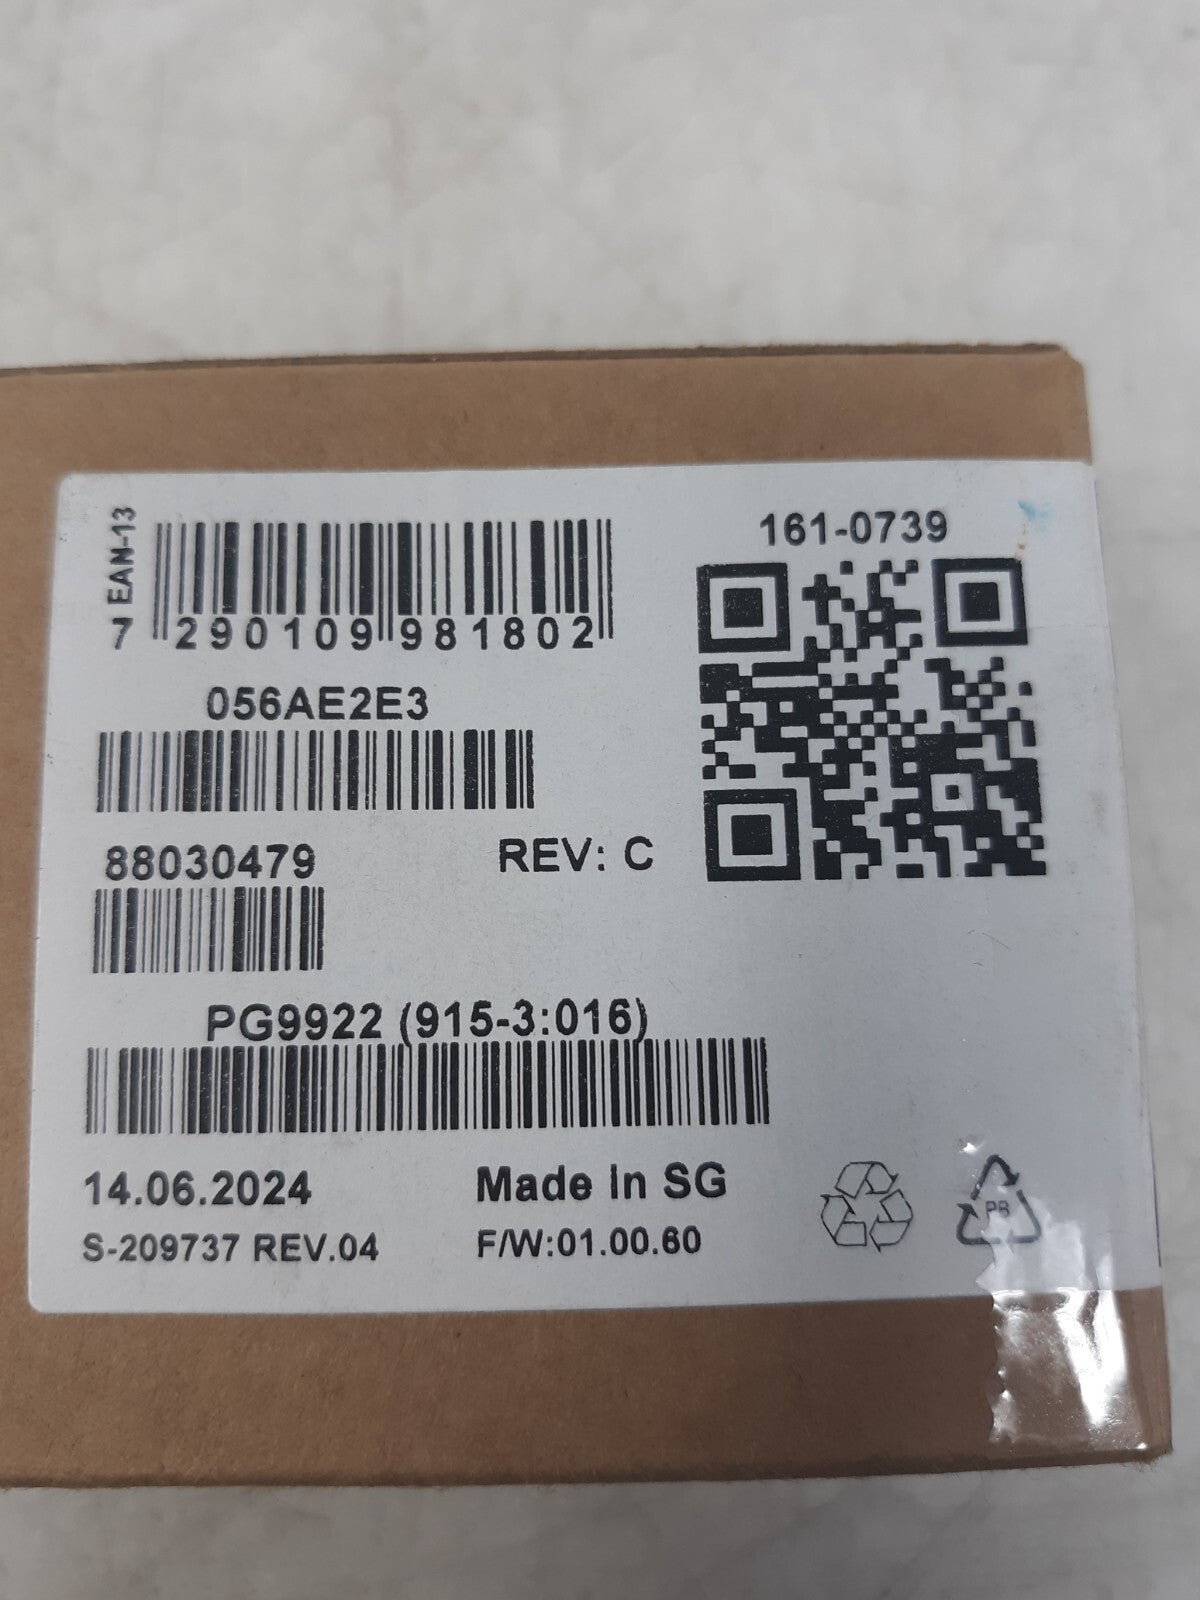 EAN-13
7 290109 981802
161-0739
056AE2E3
88030479
REV: C
PG9922 (915-3:016)
14.06.2024
Made in SG
S-209737 REV.04
F/W:01.00.60
PB